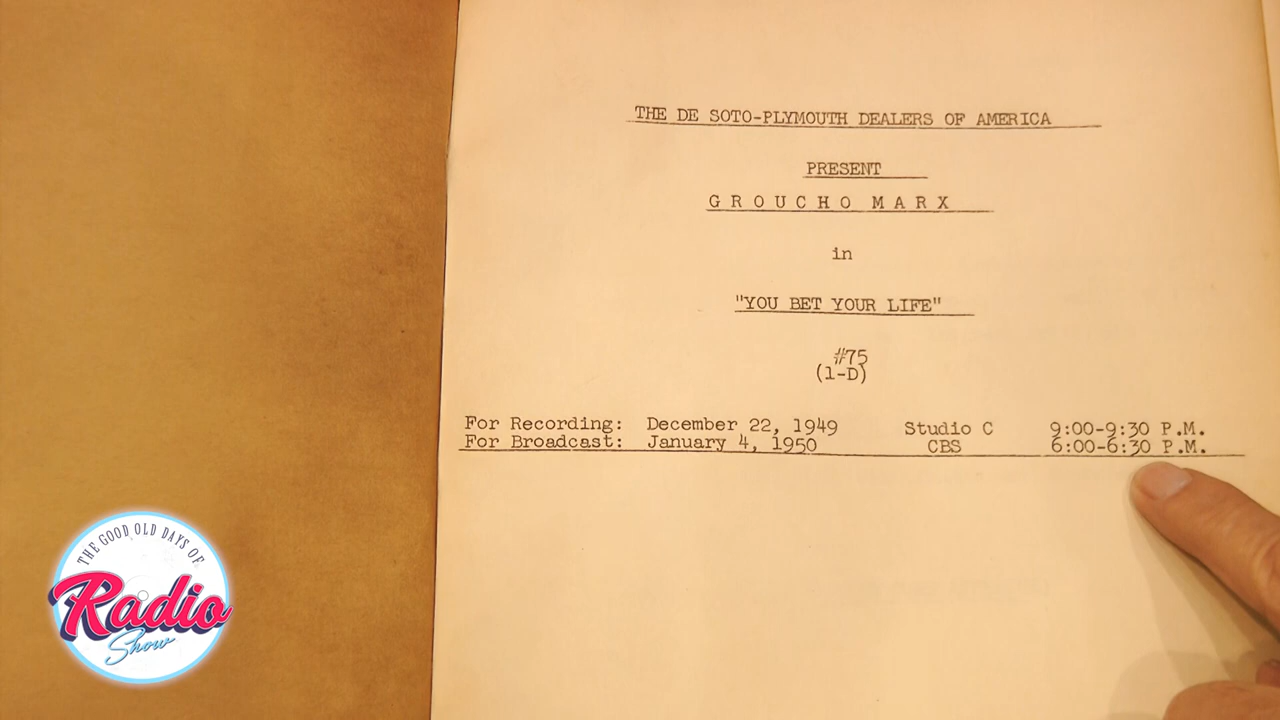 THE DE SOTO-PLYMOUTH DEALERS OF AMERICA
PRESENT
GROUCHO MARX
in
"YOU BET YOUR LIFE"
#75
(1-D)
For Recording: December 22, 1949 Studio C 9:00-9:30 P.M.
For Broadcast: January 4, 1950 CBS 6:00-6:30 P.M.
THE GOOD OLD DAYS OF
Radio
Show